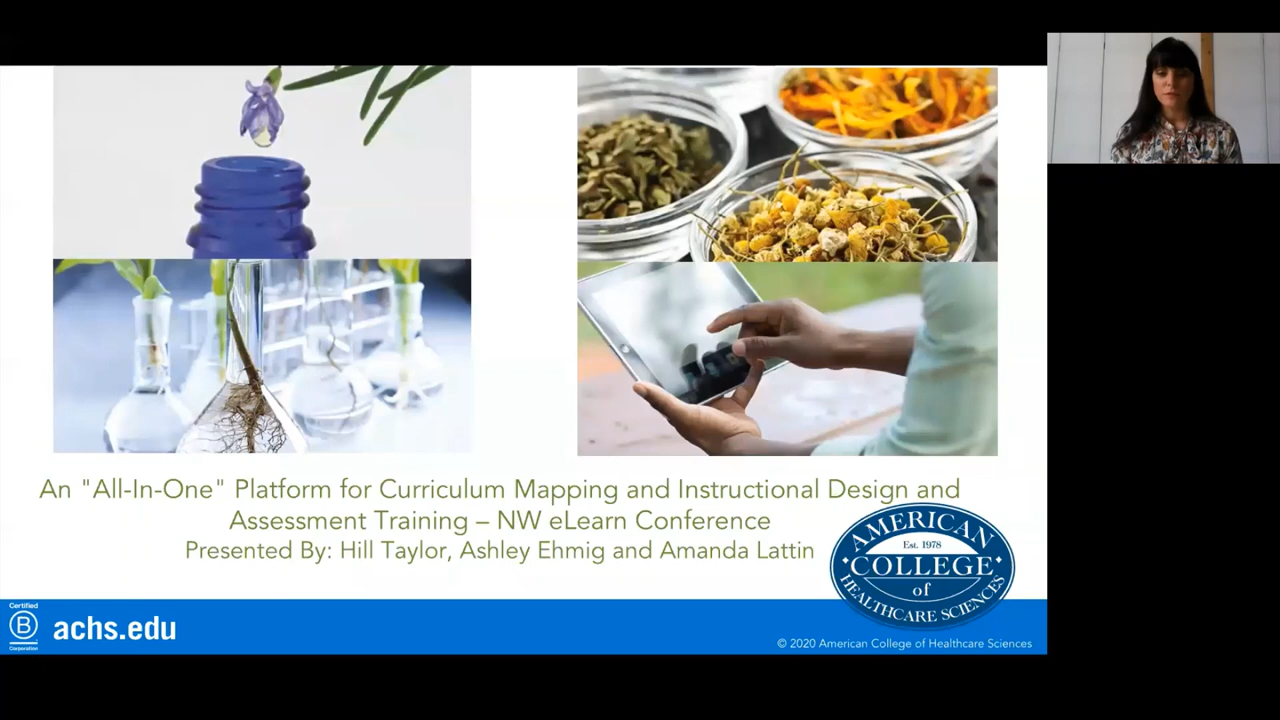 An "All-In-One" Platform for Curriculum Mapping and Instructional Design and
Assessment Training – NW eLearn Conference
Presented By: Hill Taylor, Ashley Ehmig and Amanda Lattin
AMERICAN
Est. 1978
COLLEGE
of
HEALTHCARE SCIENCES
Certified
B
Corporation
achs.edu
© 2020 American College of Healthcare Sciences